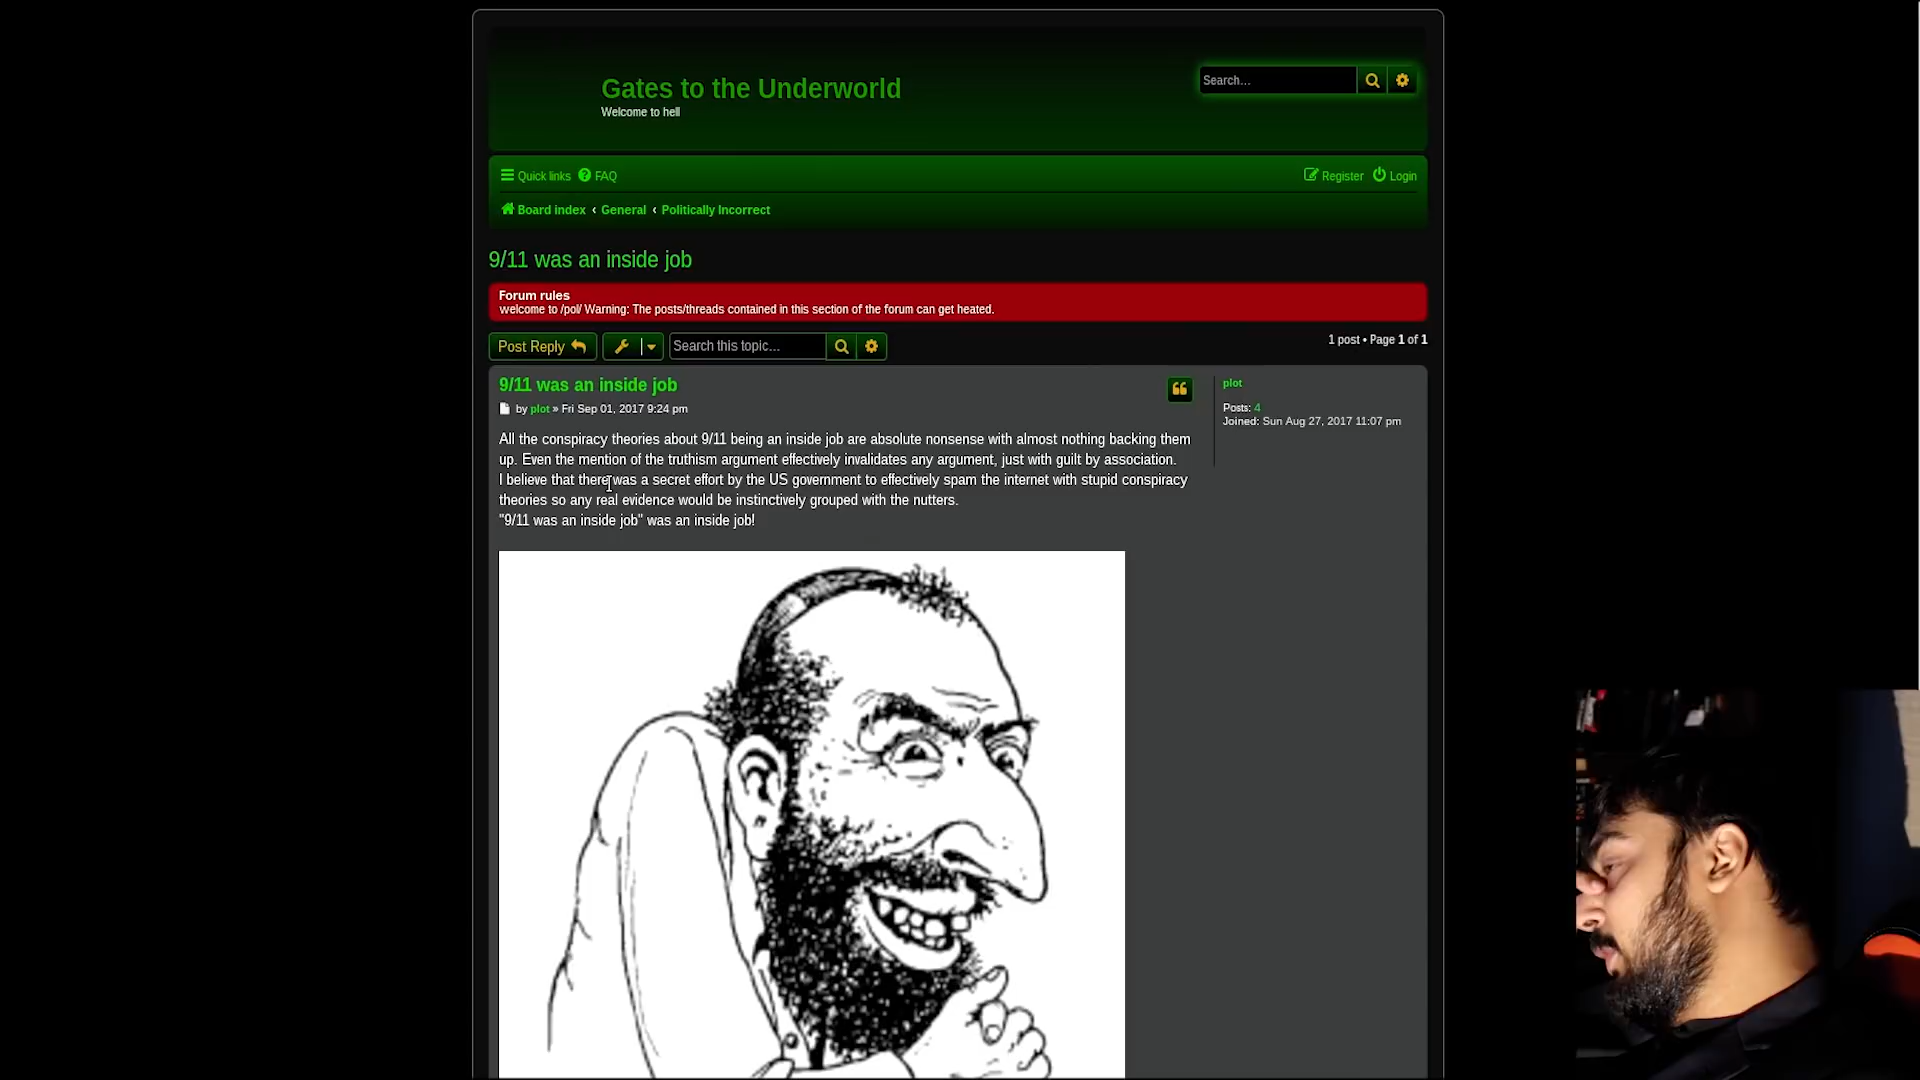 Gates to the Underworld
Welcome to hell
Search…
Quick links FAQ
Register Login
Board index ‹ General ‹ Politically Incorrect
9/11 was an inside job
Forum rules
welcome to /pol/ Warning: The posts/threads contained in this section of the forum can get heated.
Post Reply
Search this topic…
1 post • Page 1 of 1
9/11 was an inside job
by plot » Fri Sep 01, 2017 9:24 pm
All the conspiracy theories about 9/11 being an inside job are absolute nonsense with almost nothing backing them
up. Even the mention of the truthism argument effectively invalidates any argument, just with guilt by association.
I believe that there was a secret effort by the US government to effectively spam the internet with stupid conspiracy
theories so any real evidence would be instinctively grouped with the nutters.
"9/11 was an inside job" was an inside job!
plot
Posts: 4
Joined: Sun Aug 27, 2017 11:07 pm